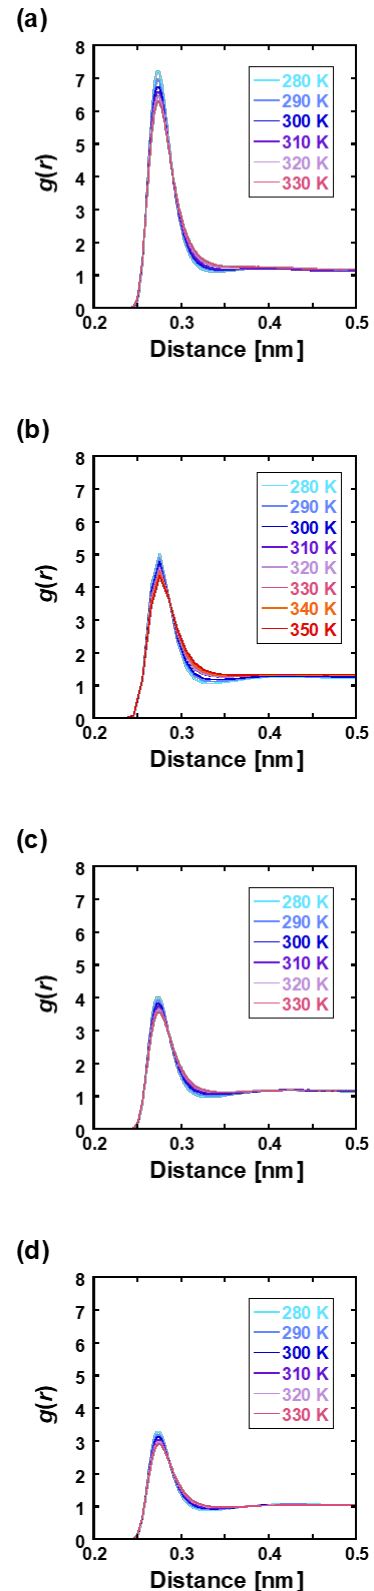 (a)
8
7
6
5
4
3
2
1
0
g(r)
280 K
290 K
300 K
310 K
320 K
330 K
0.2
0.3
0.4
0.5
Distance [nm]
(b)
8
7
6
5
4
3
2
1
0
g(r)
280 K
290 K
300 K
310 K
320 K
330 K
340 K
350 K
0.2
0.3
0.4
0.5
Distance [nm]
(c)
8
7
6
5
4
3
2
1
0
g(r)
280 K
290 K
300 K
310 K
320 K
330 K
0.2
0.3
0.4
0.5
Distance [nm]
(d)
8
7
6
5
4
3
2
1
0
g(r)
280 K
290 K
300 K
310 K
320 K
330 K
0.2
0.3
0.4
0.5
Distance [nm]